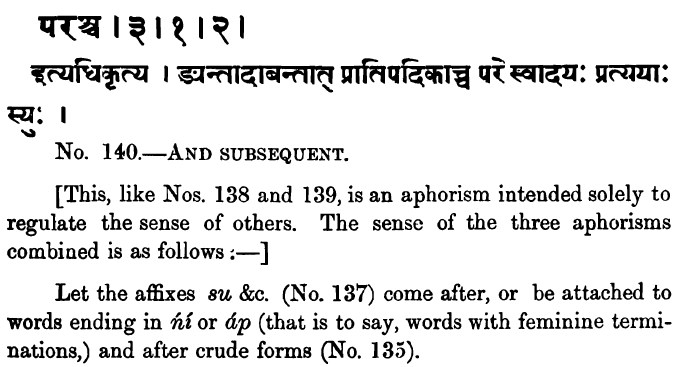 परश्च । ३ । १ । २ ।
इत्यधिकृत्य । ङ्यन्तादाबन्तात् प्रातिपदिकाच्च परे स्वादयः प्रत्ययाः
स्युः ।
No. 140.—AND SUBSEQUENT.
[This, like Nos. 138 and 139, is an aphorism intended solely to
regulate the sense of others. The sense of the three aphorisms
combined is as follows :—]
Let the affixes su &c. (No. 137) come after, or be attached to
words ending in ńí or áp (that is to say, words with feminine termi-
nations,) and after crude forms (No. 135).